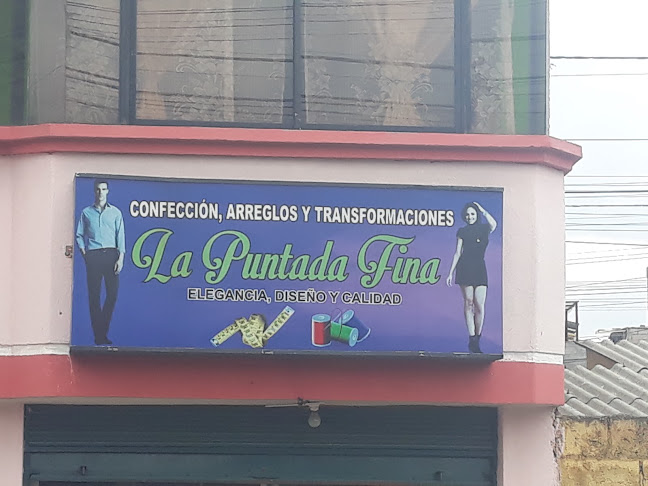 CONFECCIÓN, ARREGLOS Y TRANSFORMACIONES
La Puntada Fina
ELEGANCIA, DISEÑO Y CALIDAD